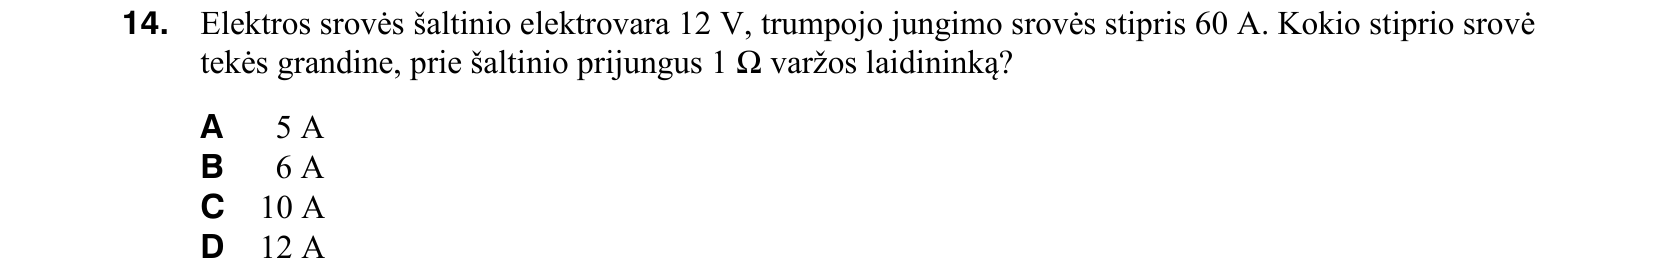 14. Elektros srovės šaltinio elektrovara 12 V, trumpojo jungimo srovės stipris 60 A. Kokio stiprio srovė
tekės grandine, prie šaltinio prijungus 1 Ω varžos laidininką?
A 5 A
B 6 A
C 10 A
D 12 A